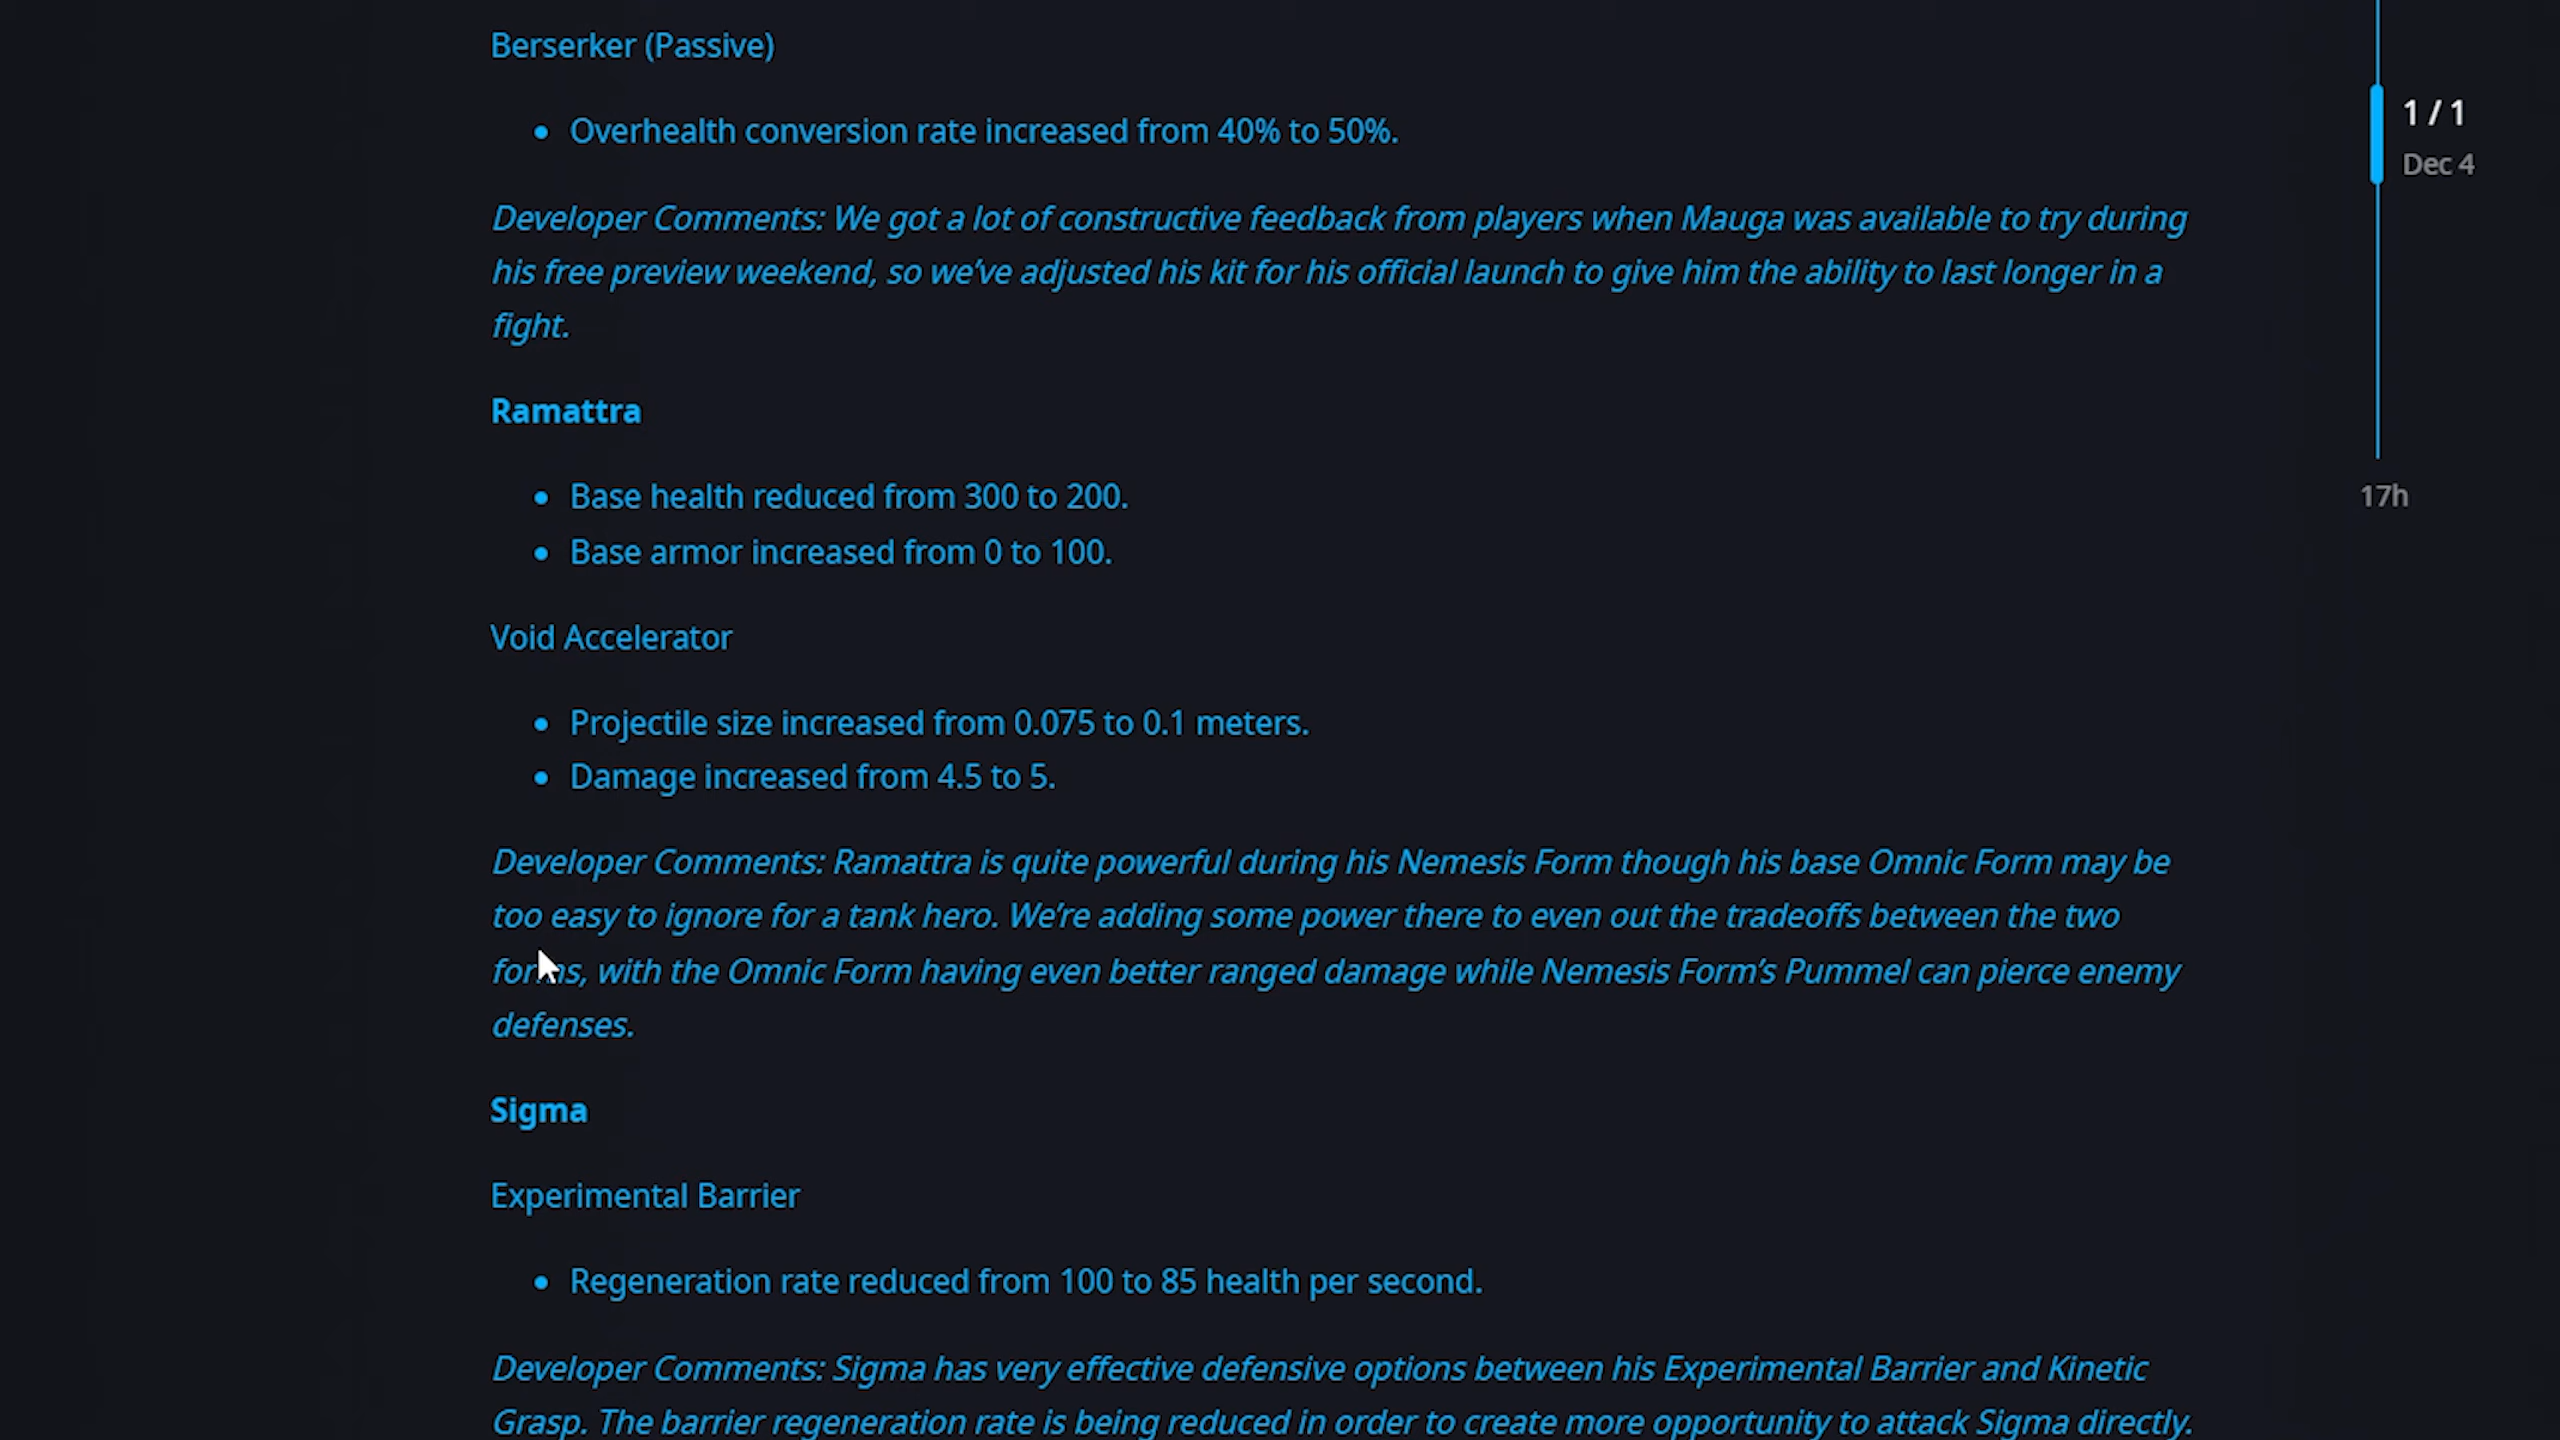 Berserker (Passive)
• Overhealth conversion rate increased from 40% to 50%.
Developer Comments: We got a lot of constructive feedback from players when Mauga was available to try during
his free preview weekend, so we’ve adjusted his kit for his official launch to give him the ability to last longer in a
fight.
Ramattra
• Base health reduced from 300 to 200.
• Base armor increased from 0 to 100.
Void Accelerator
• Projectile size increased from 0.075 to 0.1 meters.
• Damage increased from 4.5 to 5.
Developer Comments: Ramattra is quite powerful during his Nemesis Form though his base Omnic Form may be
too easy to ignore for a tank hero. We’re adding some power there to even out the tradeoffs between the two
forms, with the Omnic Form having even better ranged damage while Nemesis Form’s Pummel can pierce enemy
defenses.
Sigma
Experimental Barrier
• Regeneration rate reduced from 100 to 85 health per second.
Developer Comments: Sigma has very effective defensive options between his Experimental Barrier and Kinetic
Grasp. The barrier regeneration rate is being reduced in order to create more opportunity to attack Sigma directly.
1 / 1
Dec 4
17h